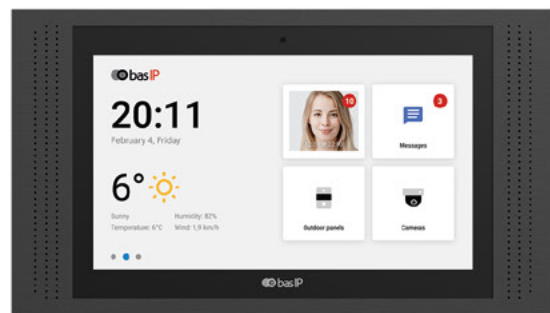 bas IP
20:11
February 4, Friday
6°
Sunny
Humidity: 82%
Temperature: 6°C
Wind: 1,9 km/h
10
3
Messages
Outdoor panels
Cameras
bas IP